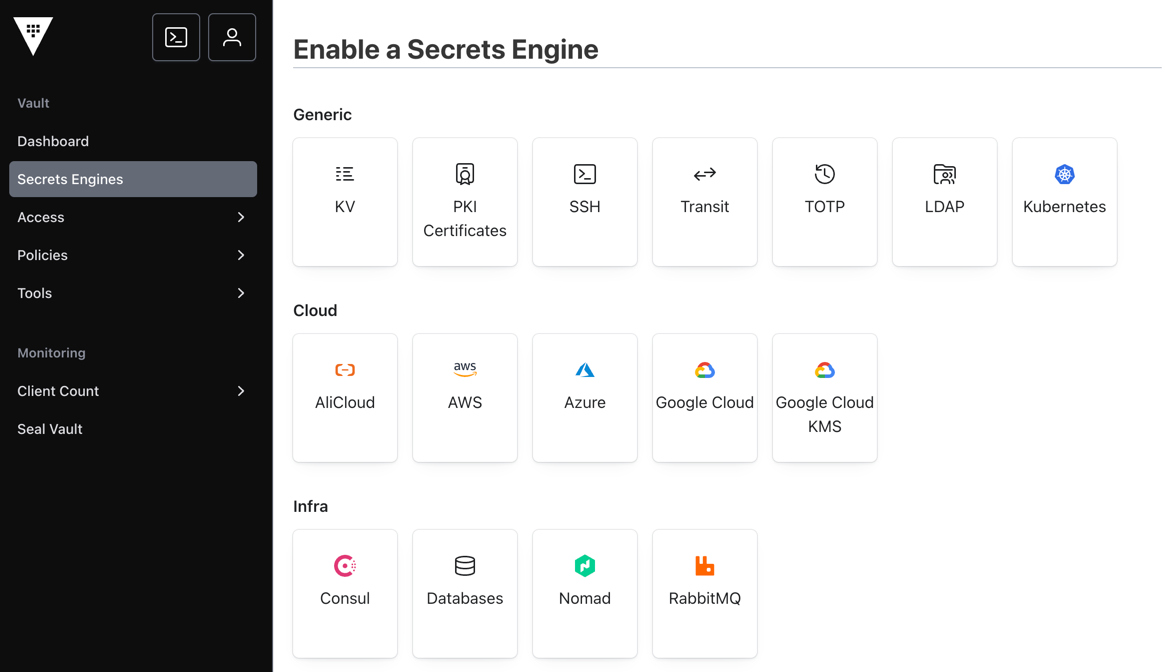 Vault
Dashboard
Secrets Engines
Access
Policies
Tools
Monitoring
Client Count
Seal Vault
Enable a Secrets Engine
Generic
KV
PKI
Certificates
SSH
Transit
TOTP
LDAP
Kubernetes
Cloud
AliCloud
aws
AWS
Azure
Google Cloud
Google Cloud
KMS
Infra
Consul
Databases
Nomad
RabbitMQ